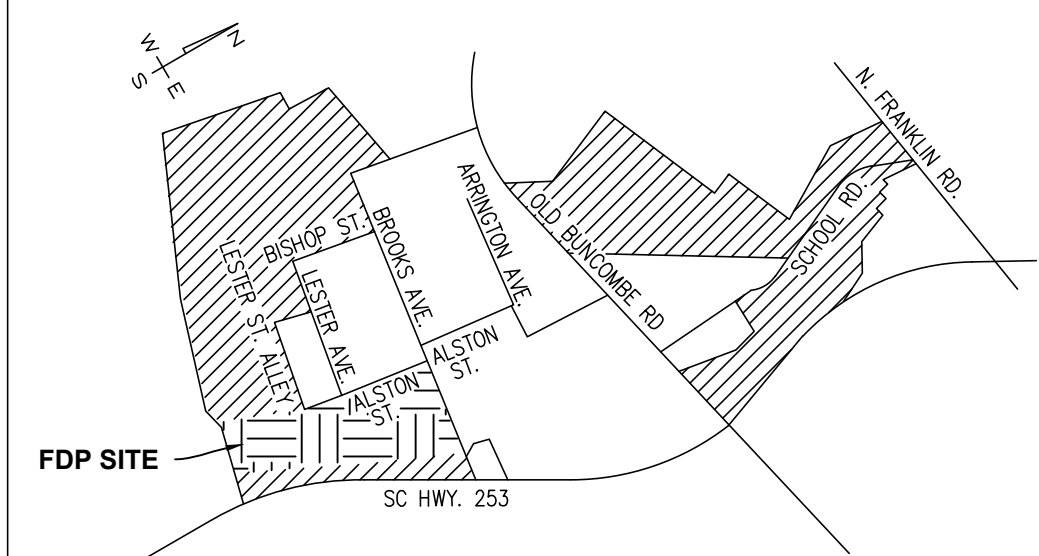 N
W
E
S
N. FRANKLIN RD.
SCHOOL RD.
ARRINGTON AVE.
OLD BUNCOMBE RD
BISHOP ST.
BROOKS AVE.
LESTER ST. ALLEY
LESTER AVE.
ALSTON
ST.
ALSTON
ST.
FDP SITE
SC HWY. 253